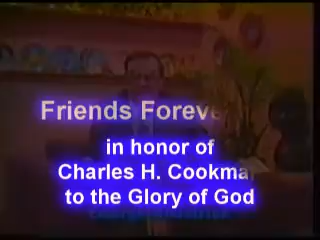 Friends Foreve
in honor of
Charles H. Cookma
to the Glory of God